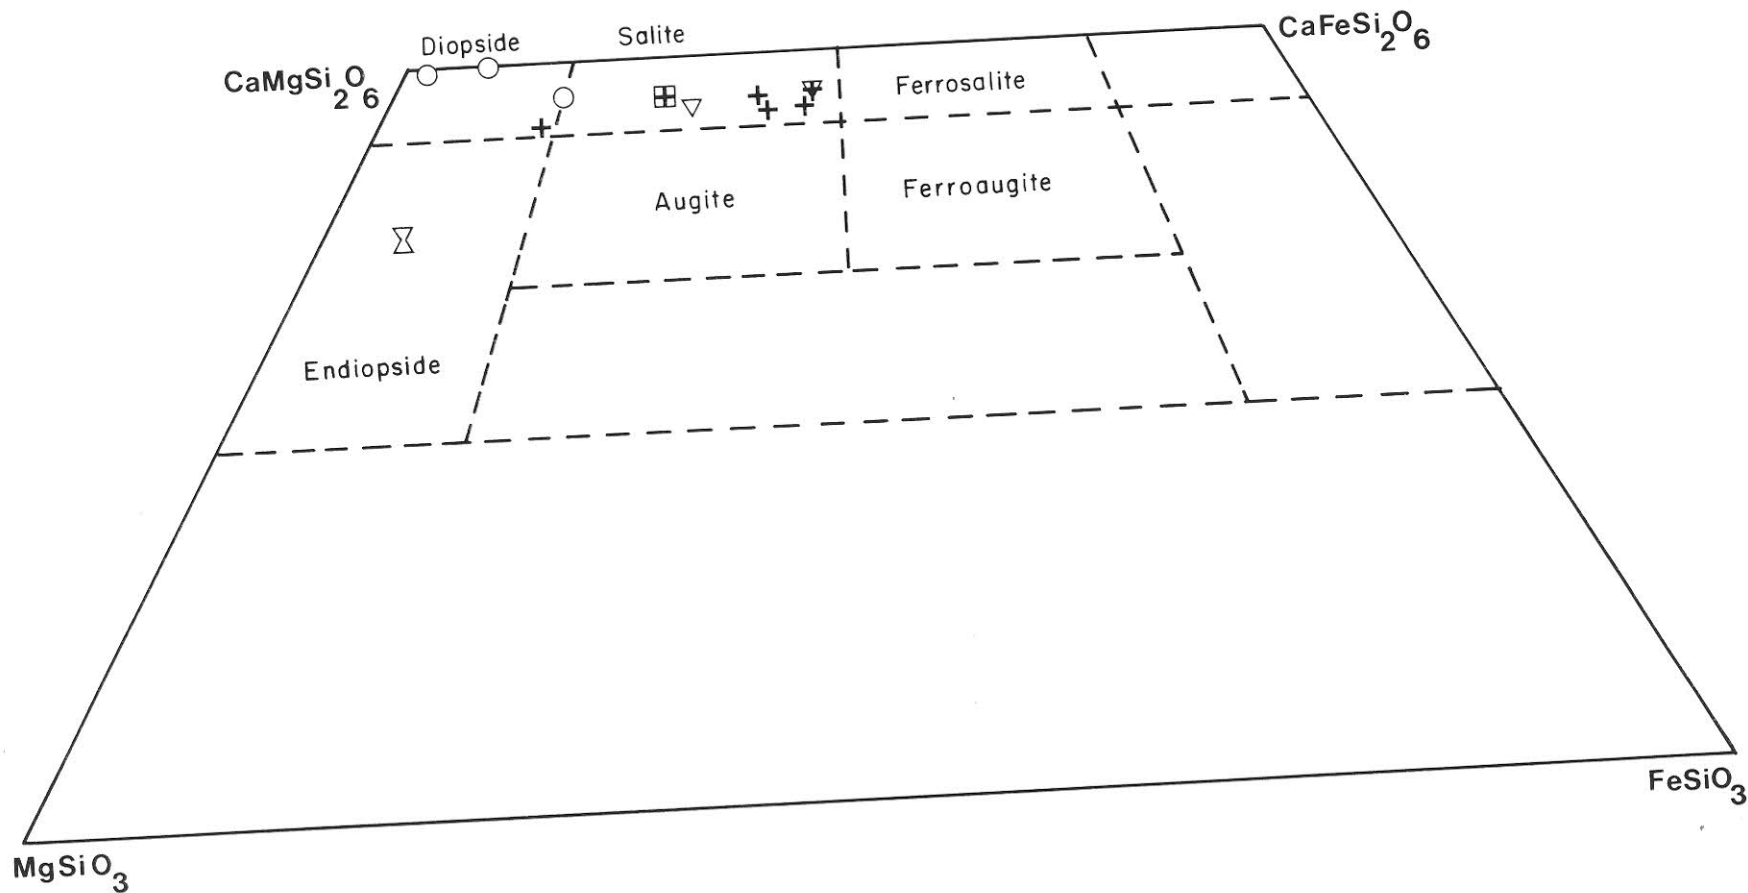 Diopside
Salite
CaFeSi2O6
CaMgSi2O6
Ferrosalite
Augite
Ferroaugite
Endiopside
FeSiO3
MgSiO3